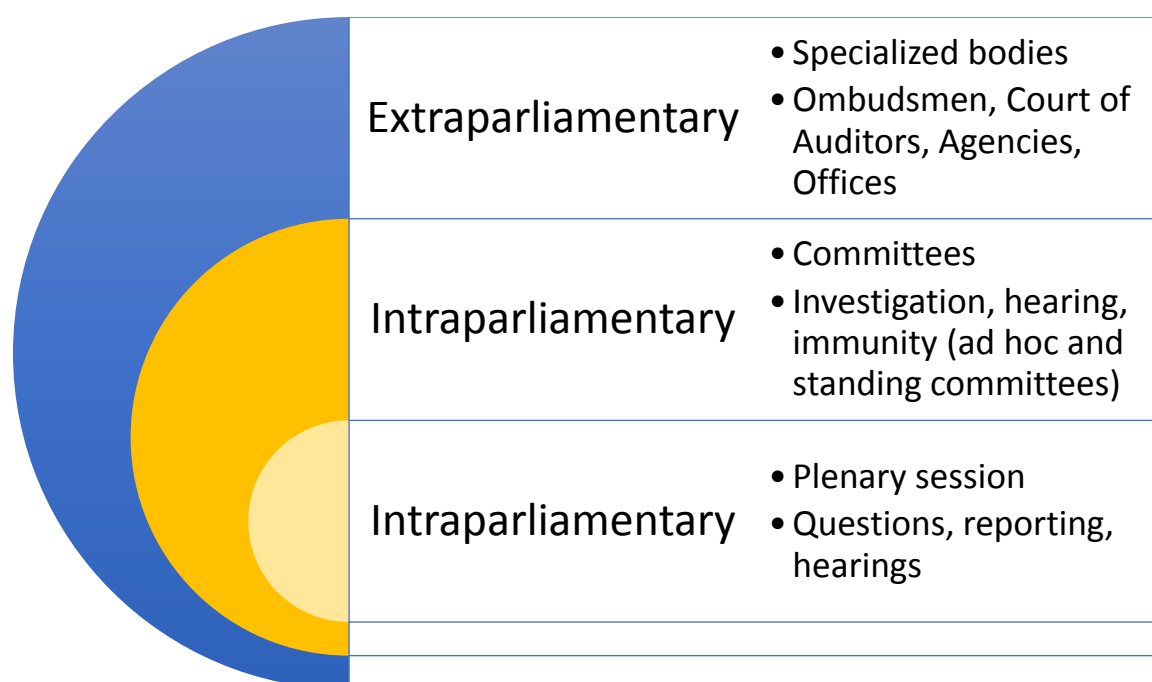 Extraparliamentary
• Specialized bodies
• Ombudsmen, Court of
Auditors, Agencies,
Offices
Intraparliamentary
• Committees
• Investigation, hearing,
immunity (ad hoc and
standing committees)
Intraparliamentary
• Plenary session
• Questions, reporting,
hearings